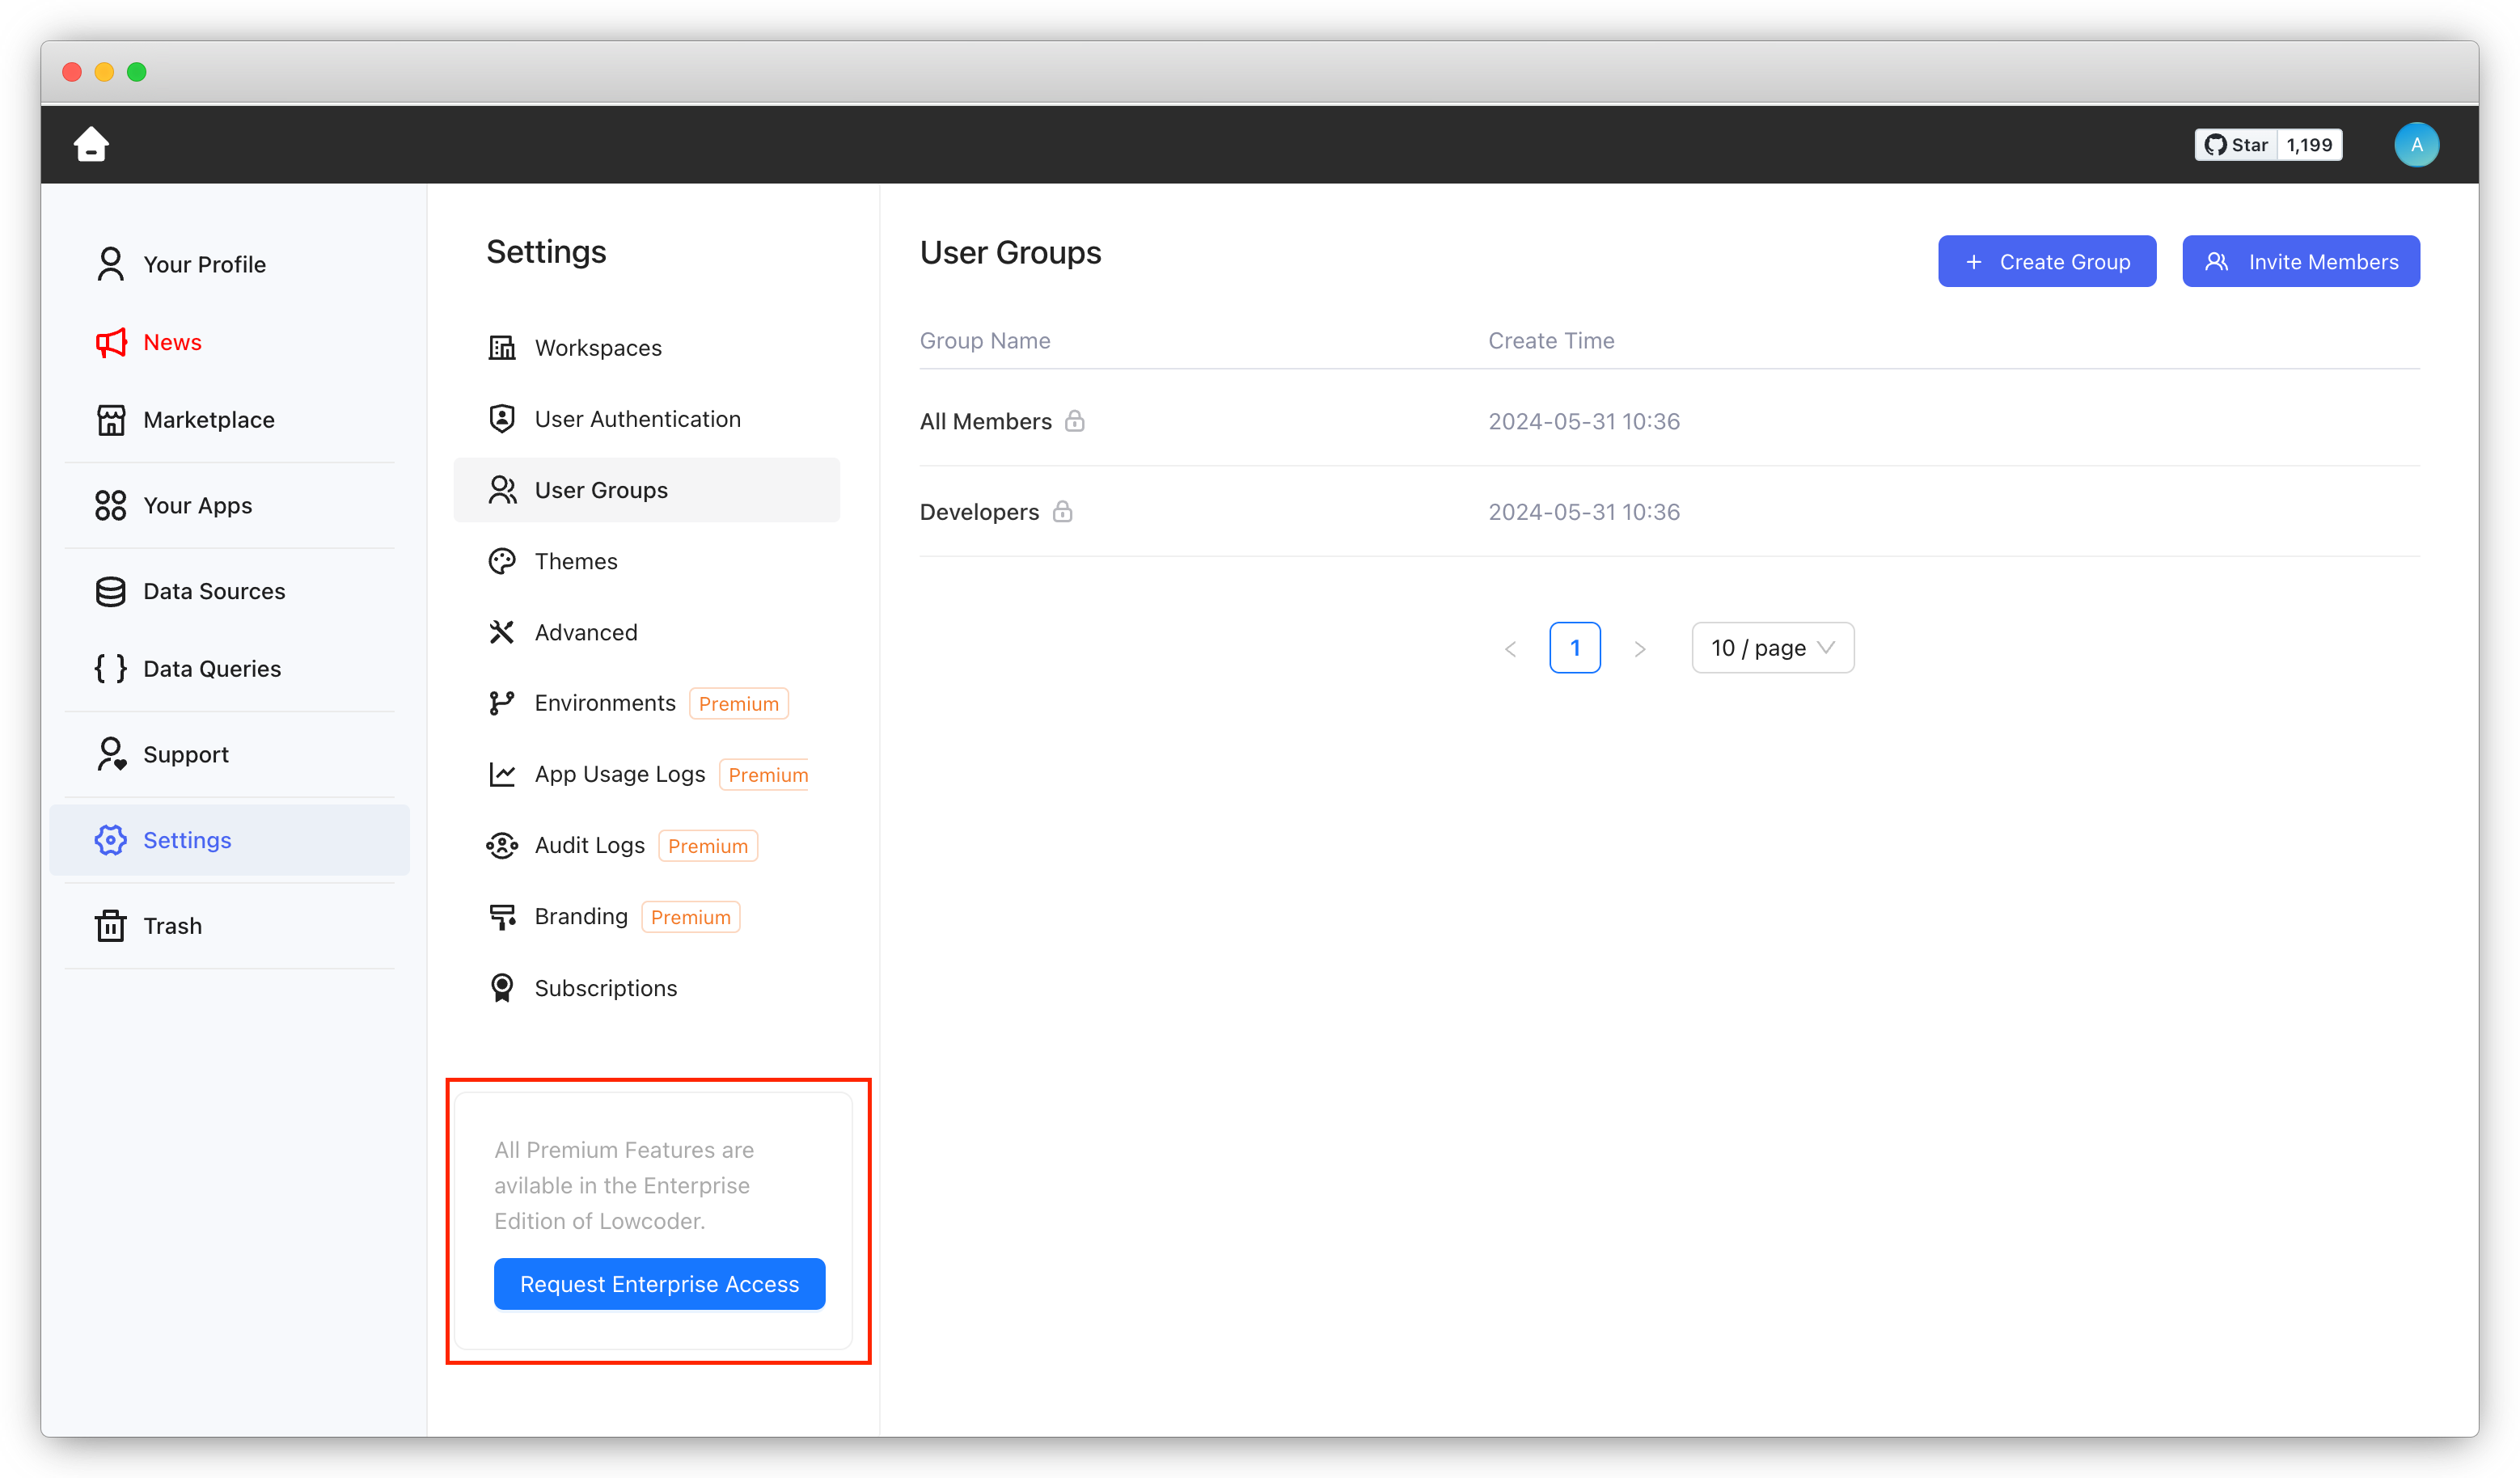 Star 1,199
A
Your Profile
News
Marketplace
Your Apps
Data Sources
Data Queries
Support
Settings
Trash
Settings
Workspaces
User Authentication
User Groups
Themes
Advanced
Environments Premium
App Usage Logs Premium
Audit Logs Premium
Branding Premium
Subscriptions
All Premium Features are
avilable in the Enterprise
Edition of Lowcoder.
Request Enterprise Access
User Groups
+ Create Group
Invite Members
Group Name Create Time
All Members 2024-05-31 10:36
Developers 2024-05-31 10:36
< 1 > 10 / page